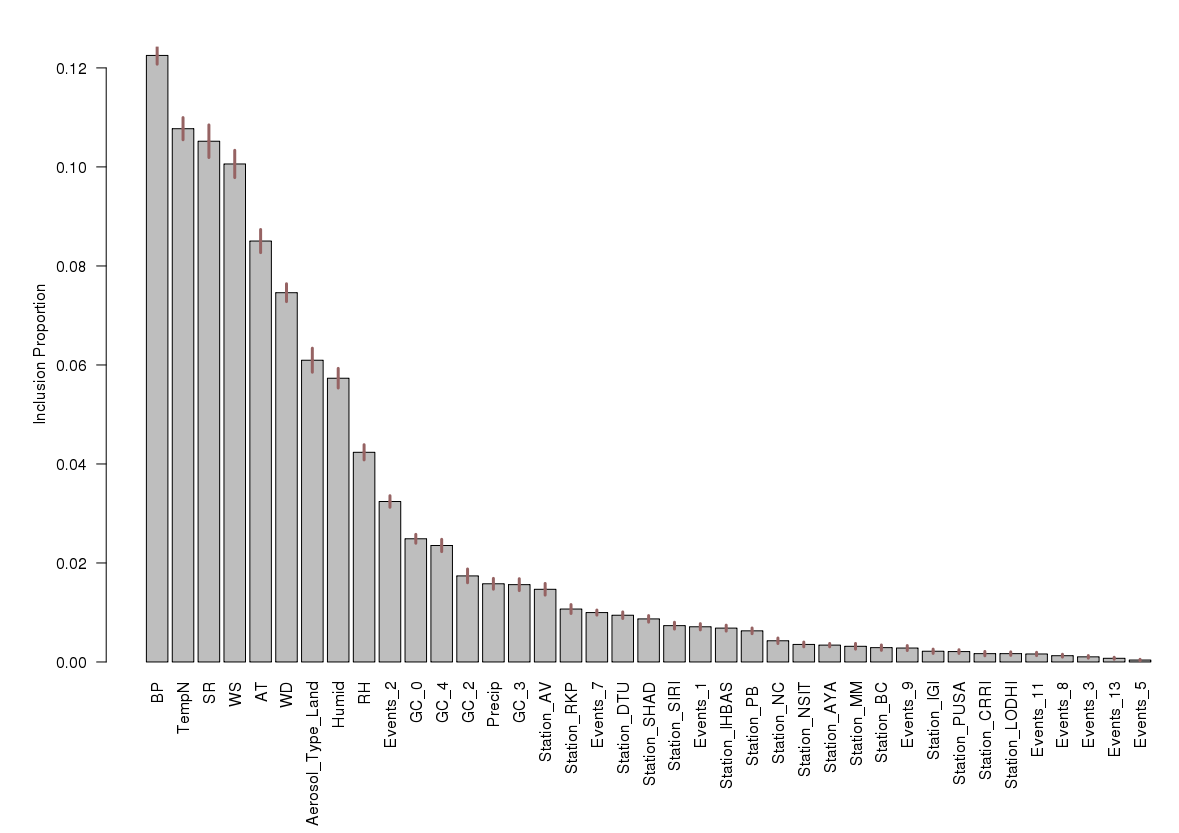 0.12
0.10
0.08
0.06
0.04
0.02
0.00
Inclusion Proportion
BP
TempN
SR
WS
AT
WD
Aerosol_Type_Land
Humid
RH
Events_2
GC_0
GC_4
GC_2
Precip
GC_3
Station_AV
Station_RKP
Events_7
Station_DTU
Station_SHAD
Station_SIRI
Events_1
Station_IHBAS
Station_PB
Station_NC
Station_NSIT
Station_AYA
Station_MM
Station_BC
Events_9
Station_IGI
Station_PUSA
Station_CRRI
Station_LODHI
Events_11
Events_8
Events_3
Events_13
Events_5